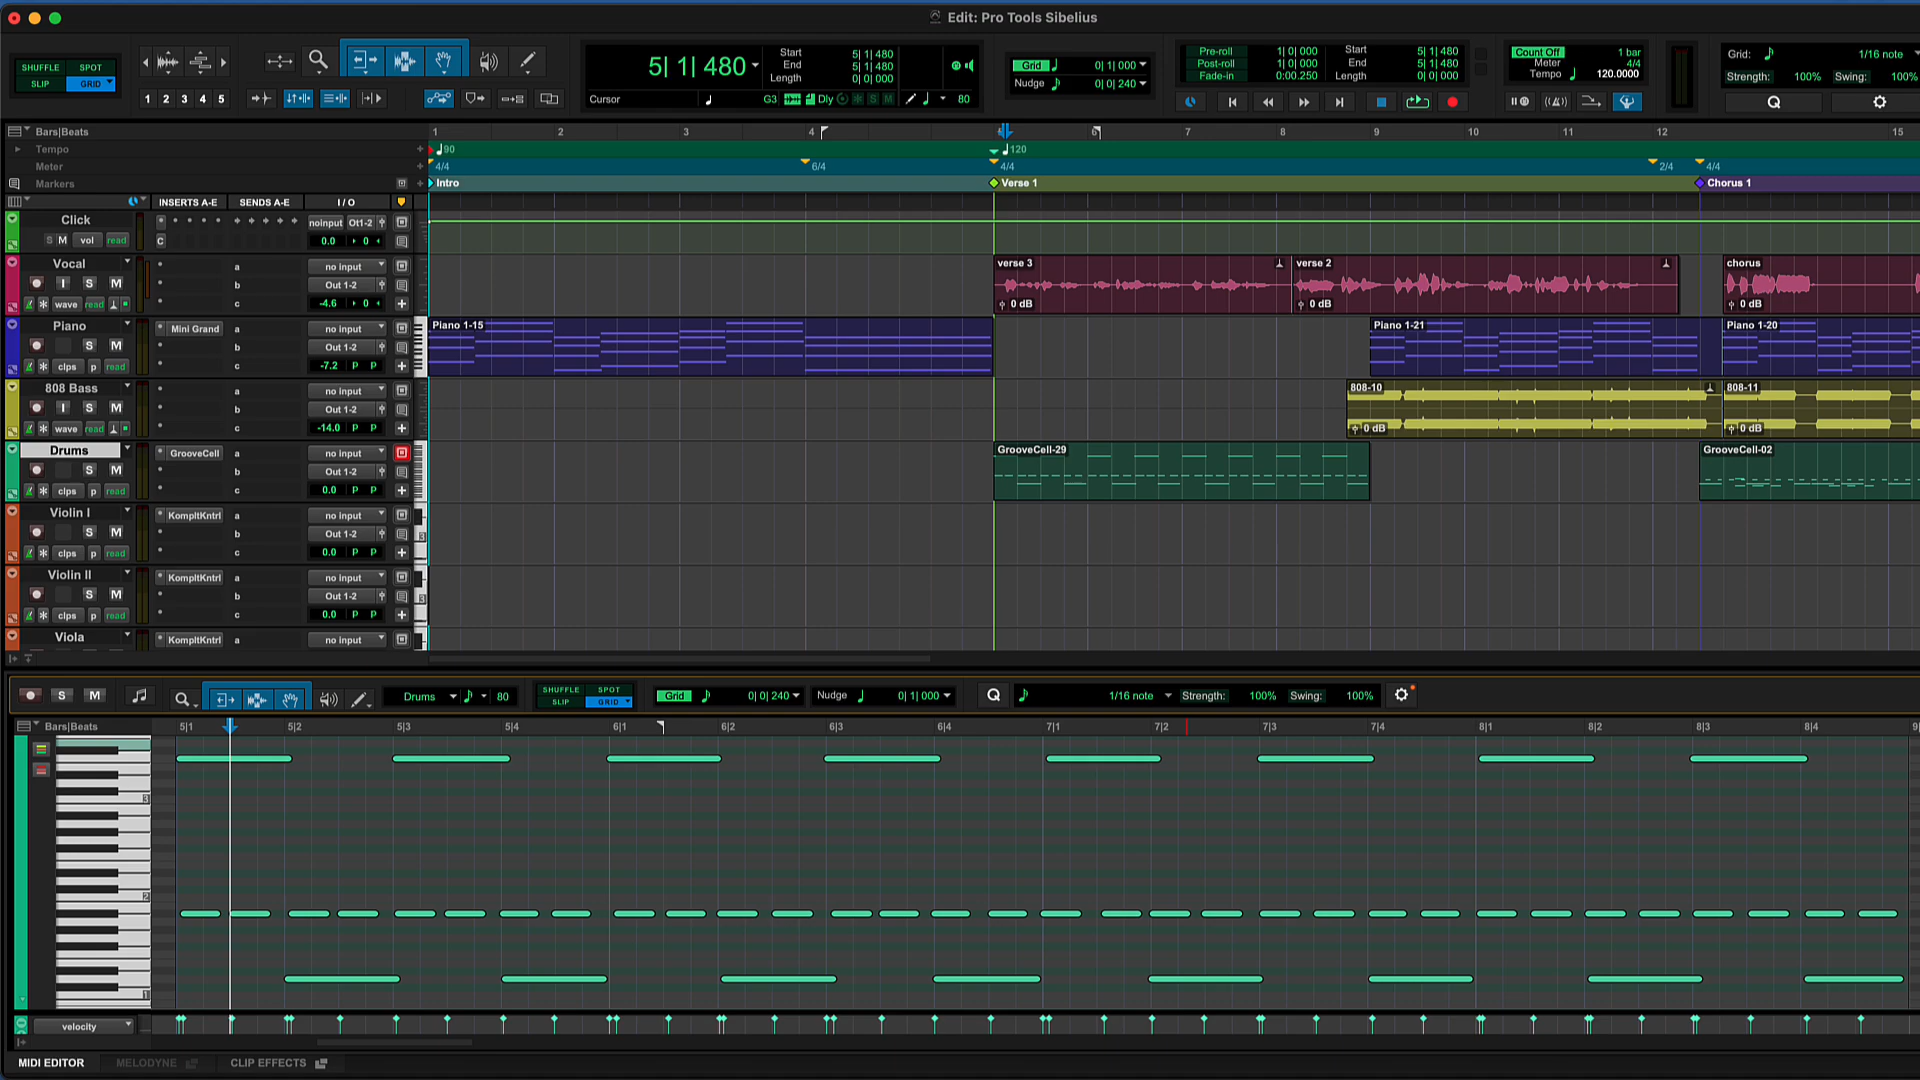 Edit: Pro Tools Sibelius
SHUFFLE SPOT
SLIP GRID
1 2 3 4 5
5| 1| 480
Start 5| 1| 480
End 5| 1| 480
Length 0| 0| 000
Cursor G3 Dly S M 80
Grid 0| 1| 000
Nudge 0| 0| 240
Pre-roll 1| 0| 000
Post-roll 1| 0| 000
Fade-in 0:00.250
Start 5| 1| 480
End 5| 1| 480
Length 0| 0| 000
Count Off 1 bar
Meter 4/4
Tempo 120.0000
Grid: 1/16 note
Strength: 100% Swing: 100%
Q
Bars|Beats 1 2 3 4 6 7 8 9 10 11 12 15
Tempo 90 120
Meter 4/4 6/4 4/4 2/4 4/4
Markers Intro Verse 1 Chorus 1
INSERTS A-E SENDS A-E I / O
Click noinput Ot1-2
S M vol read C 0.0 0
Vocal a no input
I S M b Out 1-2
wave read c -4.6 0
verse 3 verse 2 chorus
0 dB 0 dB 0 dB
Piano Mini Grand a no input
S M b Out 1-2
clps p read c -7.2 P P
Piano 1-15 Piano 1-21 Piano 1-20
808 Bass a no input
I S M b Out 1-2
wave read c -14.0 P P
808-10 808-11
0 dB 0 dB
Drums GrooveCell a no input
S M b Out 1-2
clps p read c 0.0 P P
GrooveCell-29 GrooveCell-02
Violin I KompltKntrl a no input
S M b Out 1-2 3
clps p read c 0.0 P P
Violin II KompltKntrl a no input
S M b Out 1-2 3
clps p read c 0.0 P P
Viola KompltKntrl a no input
S M Drums 80
SHUFFLE SPOT
SLIP GRID
Grid 0| 0| 240 Nudge 0| 1| 000 Q 1/16 note Strength: 100% Swing: 100%
Bars|Beats 5|1 5|2 5|3 5|4 6|1 6|2 6|3 6|4 7|1 7|2 7|3 7|4 8|1 8|2 8|3 8|4
3
2
1
velocity
MIDI EDITOR MELODYNE CLIP EFFECTS